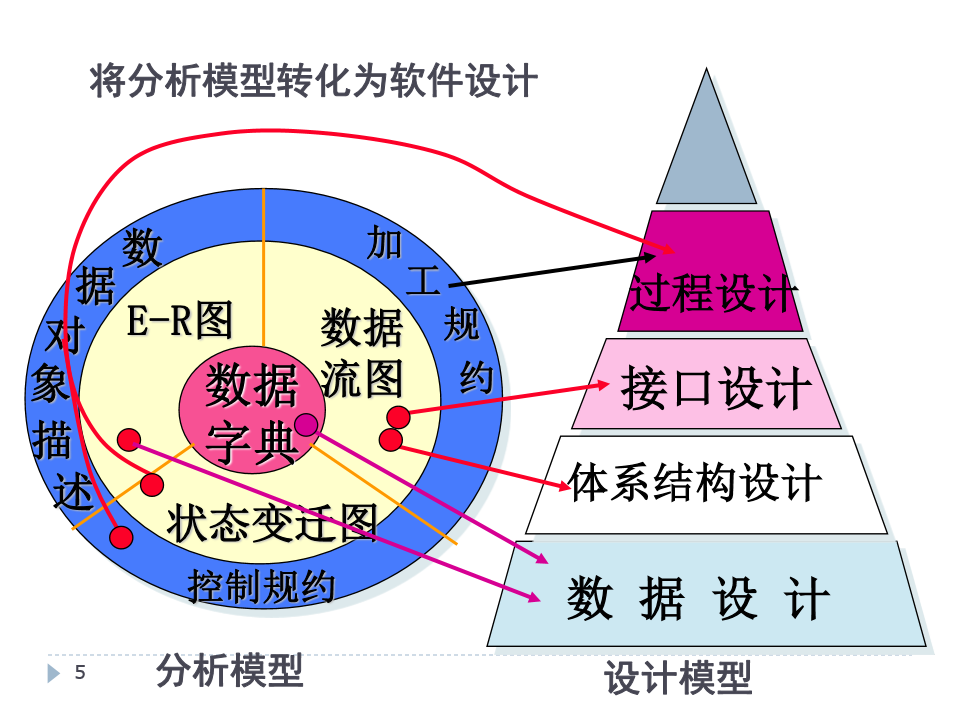 将分析模型转化为软件设计
数据对象描述
加工规约
E-R图
数据
流图
数据
字典
状态变迁图
控制规约
过程设计
接口设计
体系结构设计
数 据 设 计
分析模型
设计模型
5